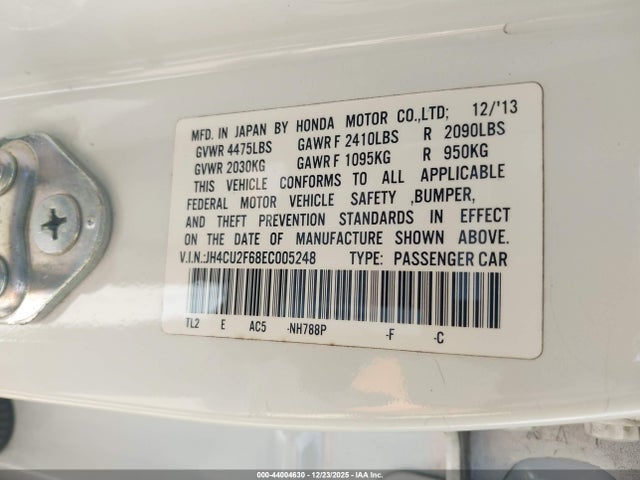 MFD. IN JAPAN BY HONDA MOTOR CO.,LTD; 12/'13
GVWR 4475LBS GAWR F 2410LBS R 2090LBS
GVWR 2030KG GAWR F 1095KG R 950KG
THIS VEHICLE CONFORMS TO ALL APPLICABLE
FEDERAL MOTOR VEHICLE SAFETY ,BUMPER,
AND THEFT PREVENTION STANDARDS IN EFFECT
ON THE DATE OF MANUFACTURE SHOWN ABOVE.
V.I.N.:JH4CU2F68EC005248 TYPE: PASSENGER CAR
TL2 E AC5 -NH788P -F -C
000-44004630 - 12/23/2025 - IAA Inc.